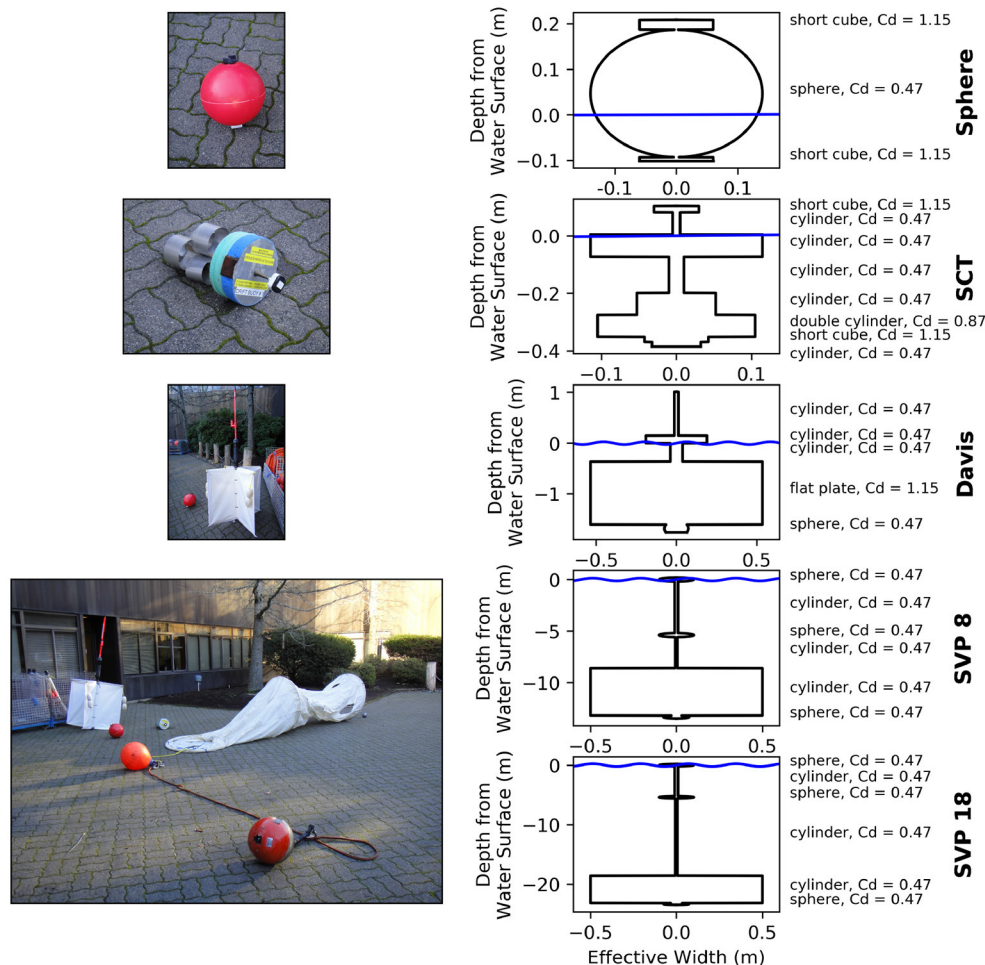 Depth from
Water Surface (m)
0.2
0.1
0.0
−0.1
-0.1
0.0
0.1
short cube, Cd = 1.15
sphere, Cd = 0.47
short cube, Cd = 1.15
Sphere
Depth from
Water Surface (m)
0.0
−0.2
−0.4
−0.1
0.0
0.1
short cube, Cd = 1.15
cylinder, Cd = 0.47
cylinder, Cd = 0.47
cylinder, Cd = 0.47
cylinder, Cd = 0.47
double cylinder, Cd = 0.87
short cube, Cd = 1.15
cylinder, Cd = 0.47
SCT
Depth from
Water Surface (m)
1
0
−1
−0.5
0.0
0.5
cylinder, Cd = 0.47
cylinder, Cd = 0.47
cylinder, Cd = 0.47
flat plate, Cd = 1.15
sphere, Cd = 0.47
Davis
Depth from
Water Surface (m)
0
−5
−10
−0.5
0.0
0.5
sphere, Cd = 0.47
cylinder, Cd = 0.47
sphere, Cd = 0.47
cylinder, Cd = 0.47
cylinder, Cd = 0.47
sphere, Cd = 0.47
SVP 8
Depth from
Water Surface (m)
0
−10
−20
−0.5
0.0
0.5
sphere, Cd = 0.47
cylinder, Cd = 0.47
sphere, Cd = 0.47
cylinder, Cd = 0.47
cylinder, Cd = 0.47
sphere, Cd = 0.47
SVP 18
Effective Width (m)